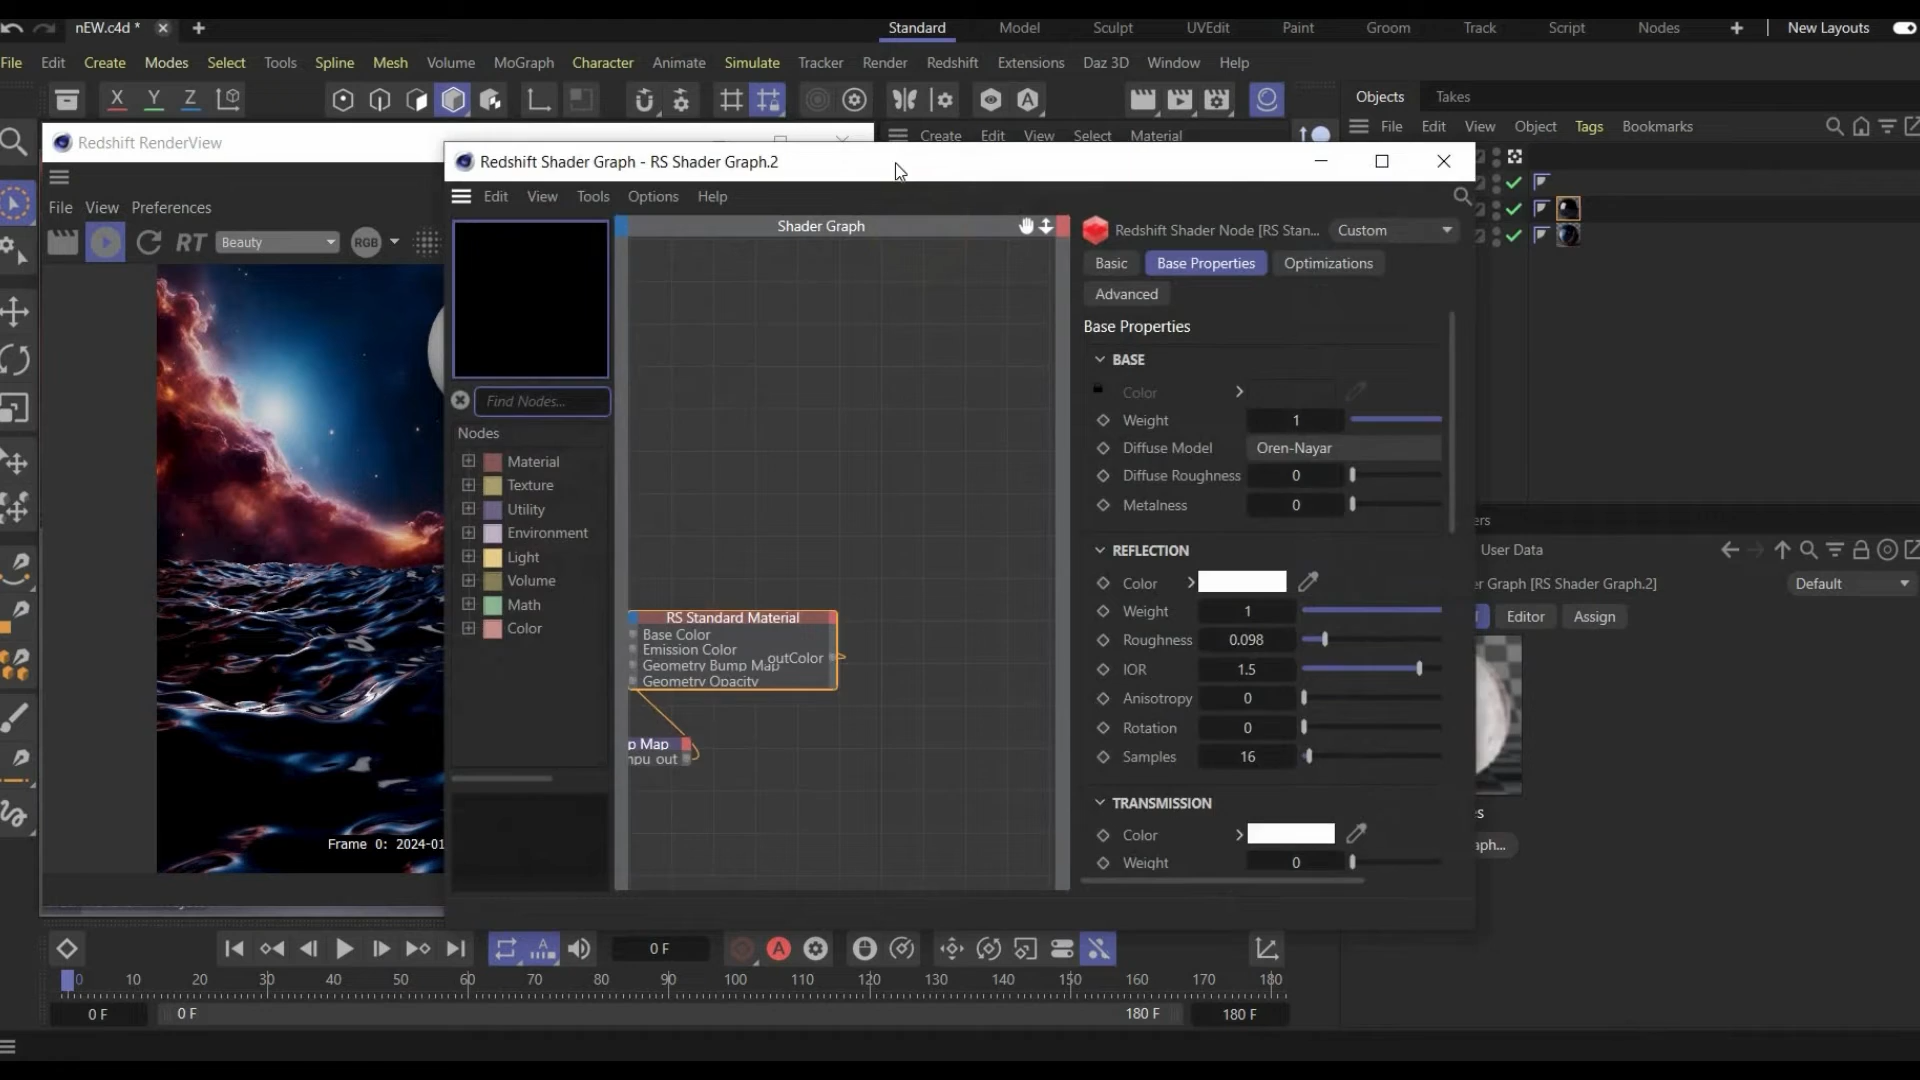 nEW.c4d *
Standard
Model
Sculpt
UVEdit
Paint
Groom
Track
Script
Nodes
New Layouts
File Edit Create Modes Select Tools Spline Mesh Volume MoGraph Character Animate Simulate Tracker Render Redshift Extensions Daz 3D Window Help
X Y Z
Objects Takes
File Edit View Object Tags Bookmarks
Redshift RenderView
Create Edit View Select Material
Redshift Shader Graph - RS Shader Graph.2
Edit View Tools Options Help
File View Preferences
RT Beauty RGB
Shader Graph
Redshift Shader Node [RS Stan...
Custom
Basic Base Properties Optimizations
Advanced
Base Properties
BASE
Color
Weight 1
Diffuse Model Oren-Nayar
Diffuse Roughness 0
Metalness 0
REFLECTION
Color
Weight 1
Roughness 0.098
IOR 1.5
Anisotropy 0
Rotation 0
Samples 16
TRANSMISSION
Color
Weight 0
Find Nodes...
Nodes
Material
Texture
Utility
Environment
Light
Volume
Math
Color
RS Standard Material
Base Color
Emission Color
outColor
Geometry Bump Map
Geometry Opacity
p Map
npu out
Frame 0: 2024-01
ers
User Data
r Graph [RS Shader Graph.2]
Default
Editor Assign
s
aph...
0 F
A
0 10 20 30 40 50 60 70 80 90 100 110 120 130 140 150 160 170 180
0 F 0 F 180 F 180 F